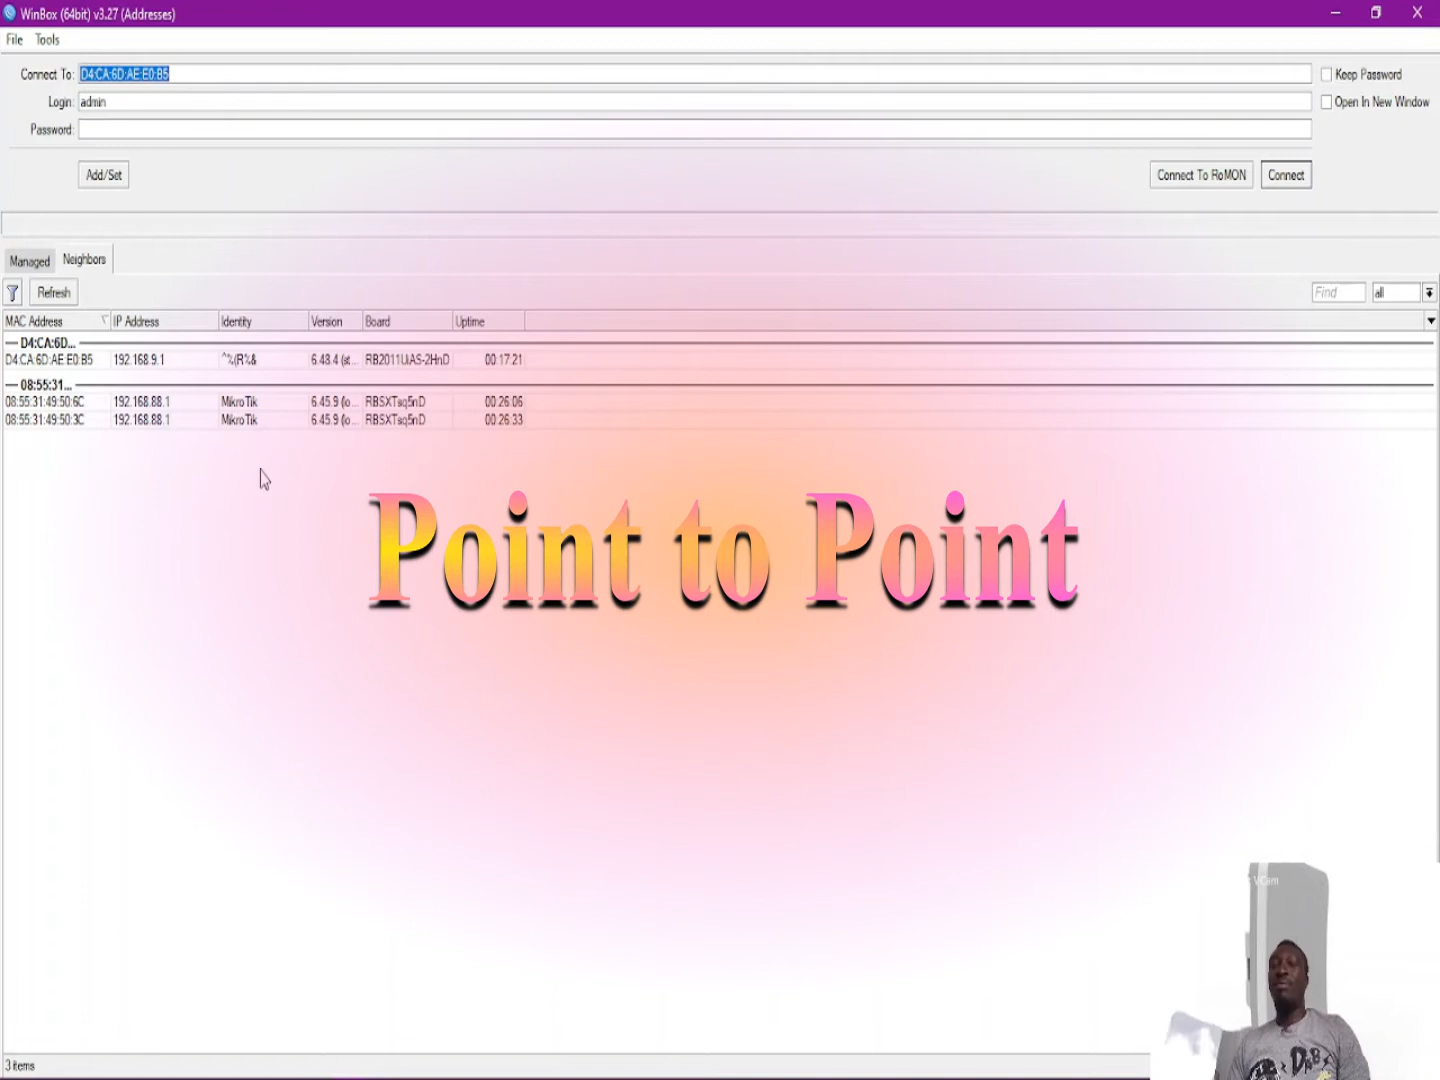 WinBox (64bit) v3.27 (Addresses)
File Tools
Connect To: D4:CA:6D:AE:E0:B5
Keep Password
Login: admin
Open In New Window
Password:
Add/Set
Connect To RoMON
Connect
Managed Neighbors
Refresh
Find
all
MAC Address IP Address Identity Version Board Uptime
D4:CA:6D...
D4:CA:6D:AE:E0:B5 192.168.9.1 ^%(R%& 6.48.4 (st... RB2011UiAS-2HnD 00:17:21
08:55:31...
08:55:31:49:50:6C 192.168.88.1 MikroTik 6.45.9 (lo... RBSXTsq5nD 00:26:06
08:55:31:49:50:3C 192.168.88.1 MikroTik 6.45.9 (lo... RBSXTsq5nD 00:26:33
Point to Point
VCam
3 items